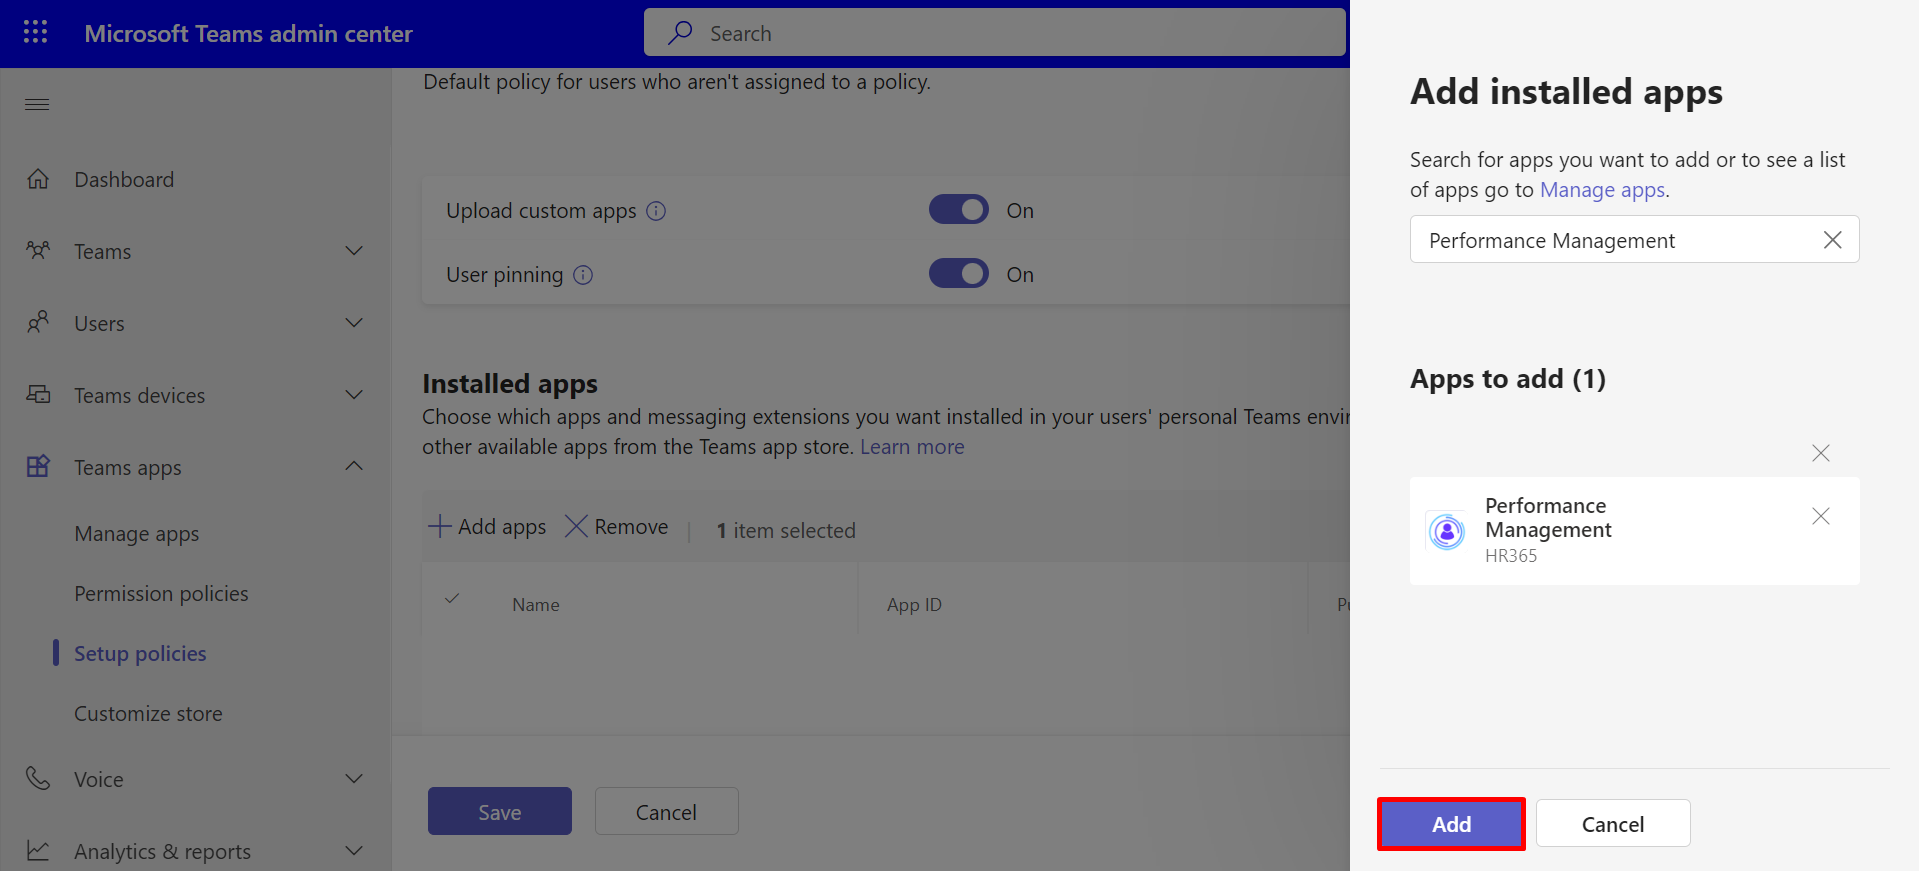 Microsoft Teams admin center
Search
Dashboard
Teams
Users
Teams devices
Teams apps
Manage apps
Permission policies
Setup policies
Customize store
Voice
Analytics & reports
Default policy for users who aren't assigned to a policy.
Upload custom apps On
User pinning On
Installed apps
Choose which apps and messaging extensions you want installed in your users' personal Teams
other available apps from the Teams app store. Learn more
Add apps Remove | 1 item selected
Name App ID
Save Cancel
Add installed apps
Search for apps you want to add or to see a list
of apps go to Manage apps.
Performance Management
Apps to add (1)
Performance
Management
HR365
Add Cancel